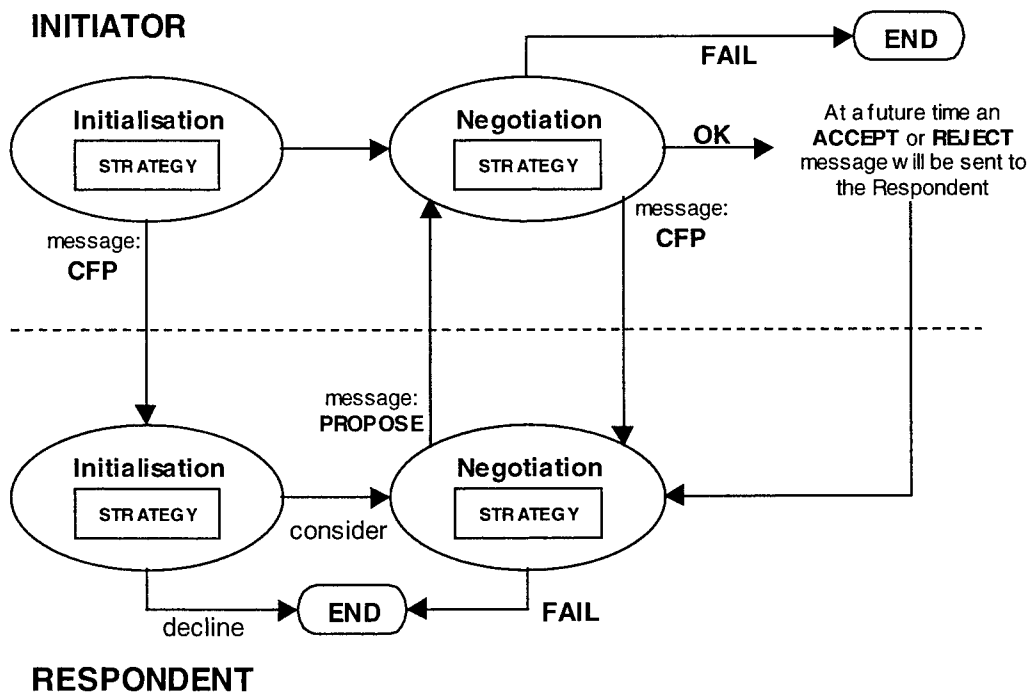 INITIATOR
END
FAIL
Initialisation
STRATEGY
Negotiation
STRATEGY
OK
At a future time an
ACCEPT or REJECT
message will be sent to
the Respondent
message:
CFP
message:
CFP
message:
PROPOSE
Initialisation
STRATEGY
consider
Negotiation
STRATEGY
decline
END
FAIL
RESPONDENT